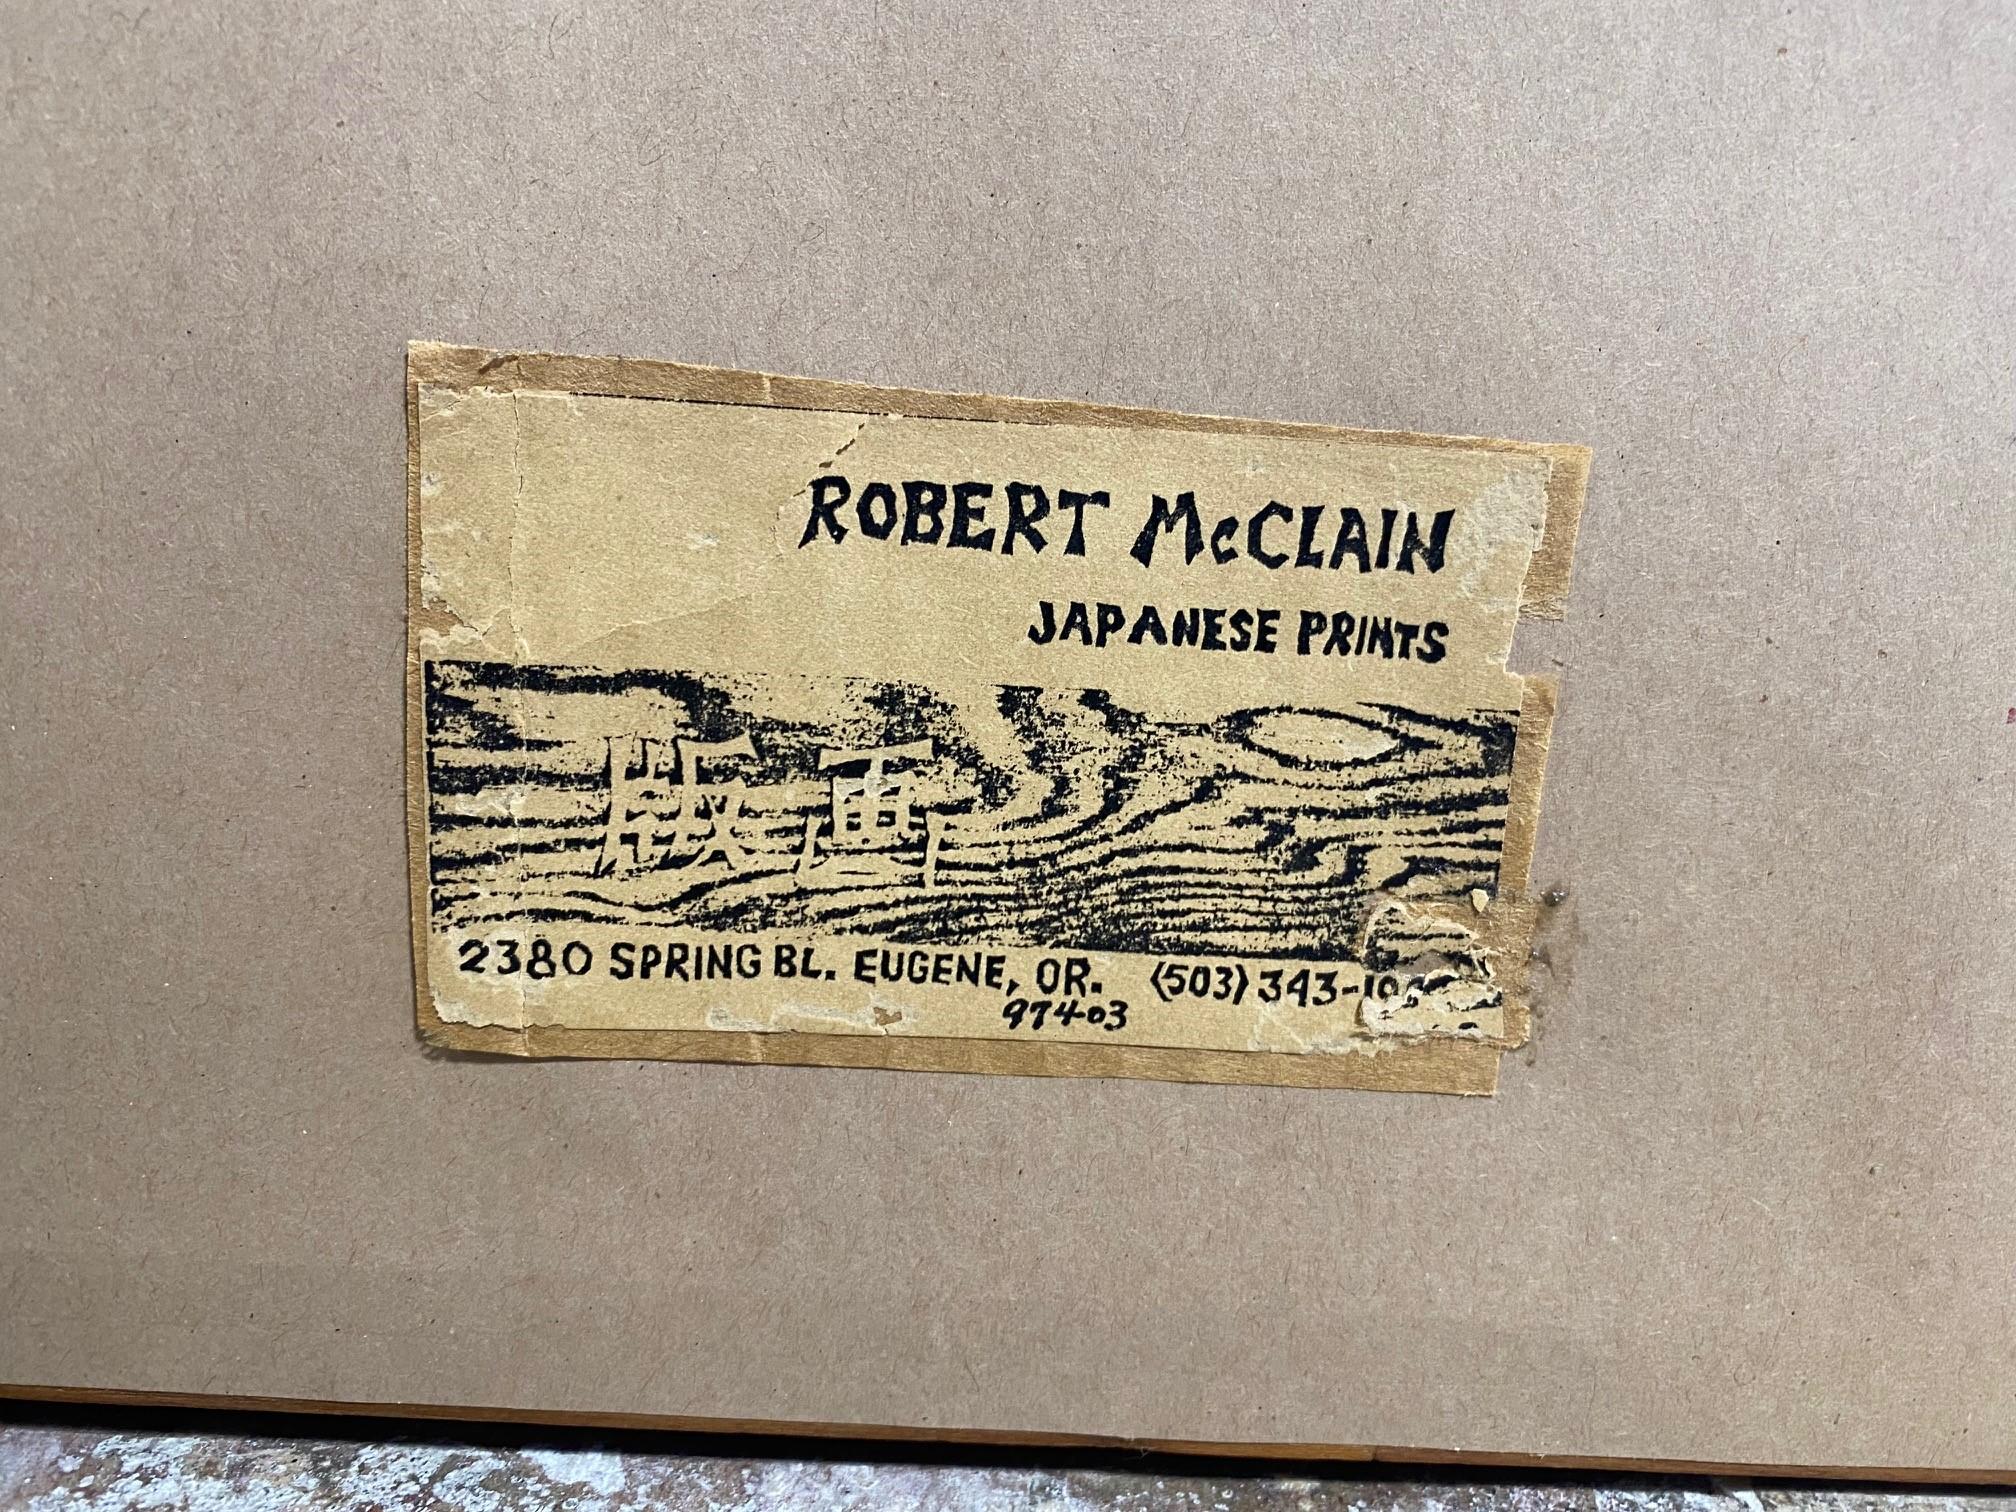 ROBERT McCLAIN
JAPANESE PRINTS
版画
2380 SPRING BL. EUGENE, OR. (503) 343-
97403